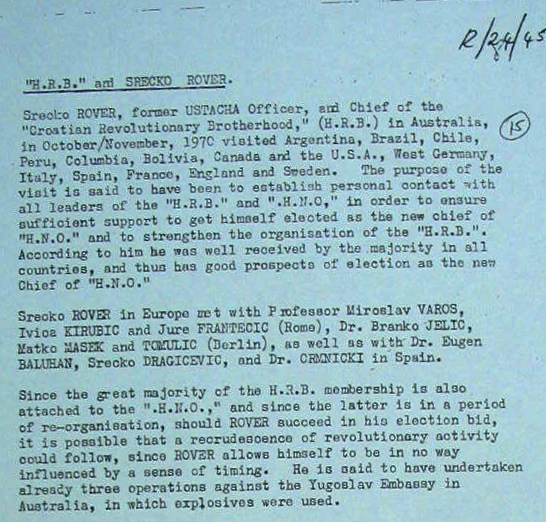 R/24/45
"H.R.B." and SRECKO ROVER.
Srecko ROVER, former USTACHA Officer, and Chief of the
"Croatian Revolutionary Brotherhood," (H.R.B.) in Australia,
15
in October/November, 1970 visited Argentina, Brazil, Chile,
Peru, Columbia, Bolivia, Canada and the U.S.A., West Germany,
Italy, Spain, France, England and Sweden. The purpose of the
visit is said to have been to establish personal contact with
all leaders of the "H.R.B." and ".H.N.O," in order to ensure
sufficient support to get himself elected as the new chief of
"H.N.O." and to strengthen the organisation of the "H.R.B.".
According to him he was well received by the majority in all
countries, and thus has good prospects of election as the new
Chief of "H.N.O."
Srecko ROVER in Europe met with Professor Miroslav VAROS,
Ivica KIRUBIC and Jure FRANTECIC (Rome), Dr. Branko JELIC,
Matko MASEK and TOMULIC (Berlin), as well as with Dr. Eugen
BALUHAN, Srecko DRAGICEVIC, and Dr. CRMNICKI in Spain.
Since the great majority of the H.R.B. membership is also
attached to the ".H.N.O.," and since the latter is in a period
of re-organisation, should ROVER succeed in his election bid,
it is possible that a recrudescence of revolutionary activity
could follow, since ROVER allows himself to be in no way
influenced by a sense of timing. He is said to have undertaken
already three operations against the Yugoslav Embassy in
Australia, in which explosives were used.